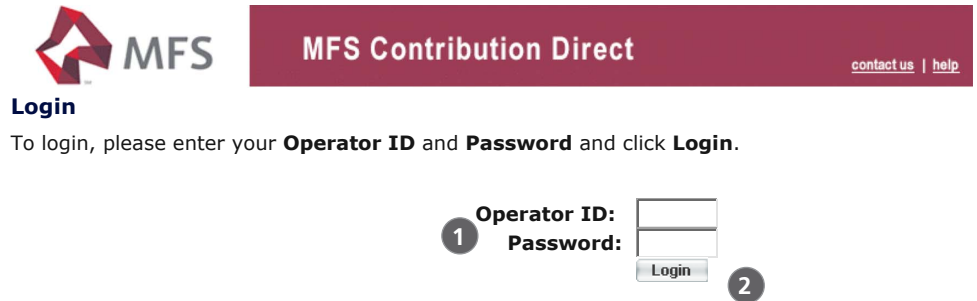 MFS
MFS Contribution Direct
contact us | help
Login
To login, please enter your Operator ID and Password and click Login.
Operator ID:
1
Password:
Login
2